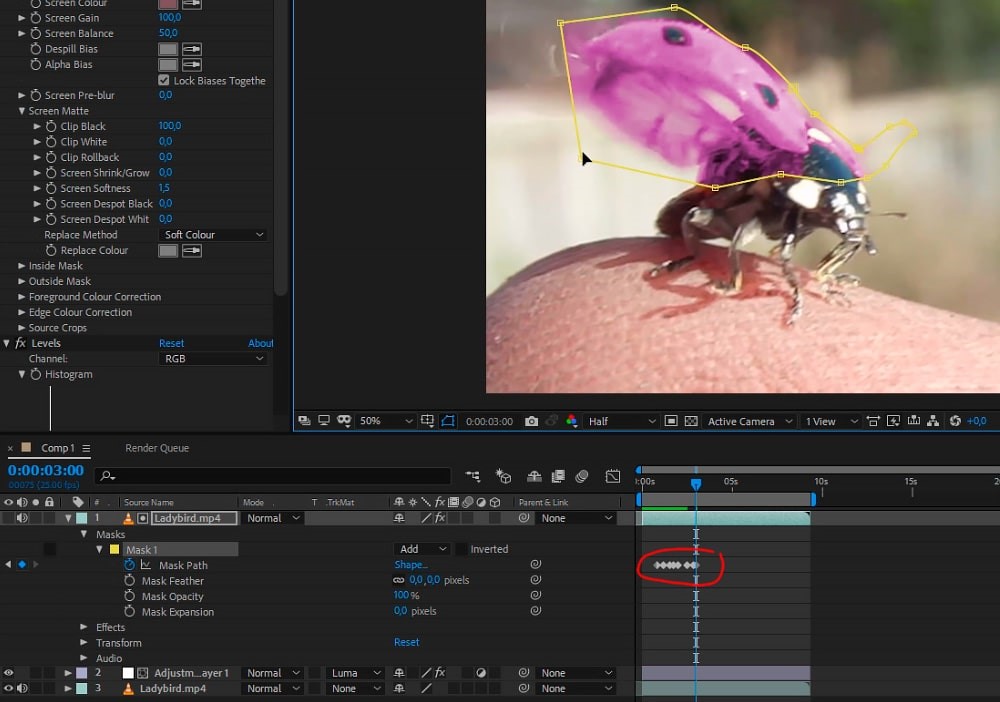 Screen Colour
Screen Gain 100,0
Screen Balance 50,0
Despill Bias
Alpha Bias
Lock Biases Togethe
Screen Pre-blur 0,0
Screen Matte
Clip Black 100,0
Clip White 0,0
Clip Rollback 0,0
Screen Shrink/Grow 0,0
Screen Softness 1,5
Screen Despot Black 0,0
Screen Despot Whit 0,0
Replace Method Soft Colour
Replace Colour
Inside Mask
Outside Mask
Foreground Colour Correction
Edge Colour Correction
Source Crops
fx Levels Reset About
Channel: RGB
Histogram
50% 0:00:03:00 Half Active Camera 1 View +0,0
× Comp 1 Render Queue
0:00:03:00
00075 (25.00 fps)
:00s 05s 10s 15s 20
# Source Name Mode T .TrkMat fx Parent & Link
1 Ladybird.mp4 Normal fx None
Masks
Mask 1 Add Inverted
Mask Path Shape...
Mask Feather 0,0,0,0 pixels
Mask Opacity 100 %
Mask Expansion 0,0 pixels
Effects
Transform Reset
Audio
2 Adjustm...ayer 1 Normal Luma fx None
3 Ladybird.mp4 Normal None None